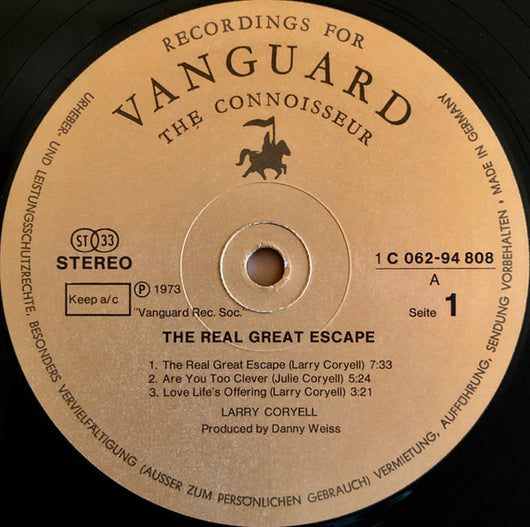 RECORDINGS FOR
VANGUARD
THE CONNOISSEUR
URHEBER- UND LEISTUNGSSCHUTZRECHTE, BESONDERS VERVIELFÄLTIGUNG (AUSSER ZUM PERSÖNLICHEN GEBRAUCH) VERMIETUNG, AUFFÜHRUNG, SENDUNG VORBEHALTEN • MADE IN GERMANY
ST 33
STEREO
1 C 062-94 808
A
Keep a/c
Ⓟ 1973
Seite 1
"Vanguard Rec. Soc."
THE REAL GREAT ESCAPE
1. The Real Great Escape (Larry Coryell) 7:33
2. Are You Too Clever (Julie Coryell) 5:24
3. Love Life's Offering (Larry Coryell) 3:21
LARRY CORYELL
Produced by Danny Weiss